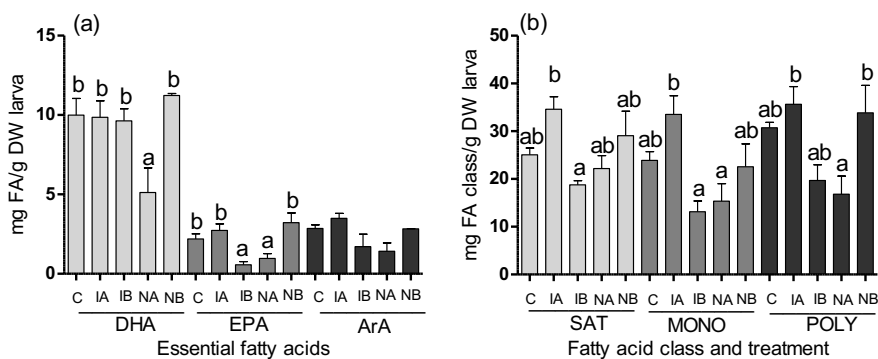 (a)
mg FA/g DW larva
15
10
5
0
b b b a b
b b a a b
C IA IB NA NB C IA IB NA NB C IA IB NA NB
DHA EPA ArA
Essential fatty acids
(b)
mg FA class/g DW larva
50
40
30
20
10
0
ab b a ab ab
ab b a a ab
ab b ab a b
C IA IB NA NB C IA IB NA NB C IA IB NA NB
SAT MONO POLY
Fatty acid class and treatment